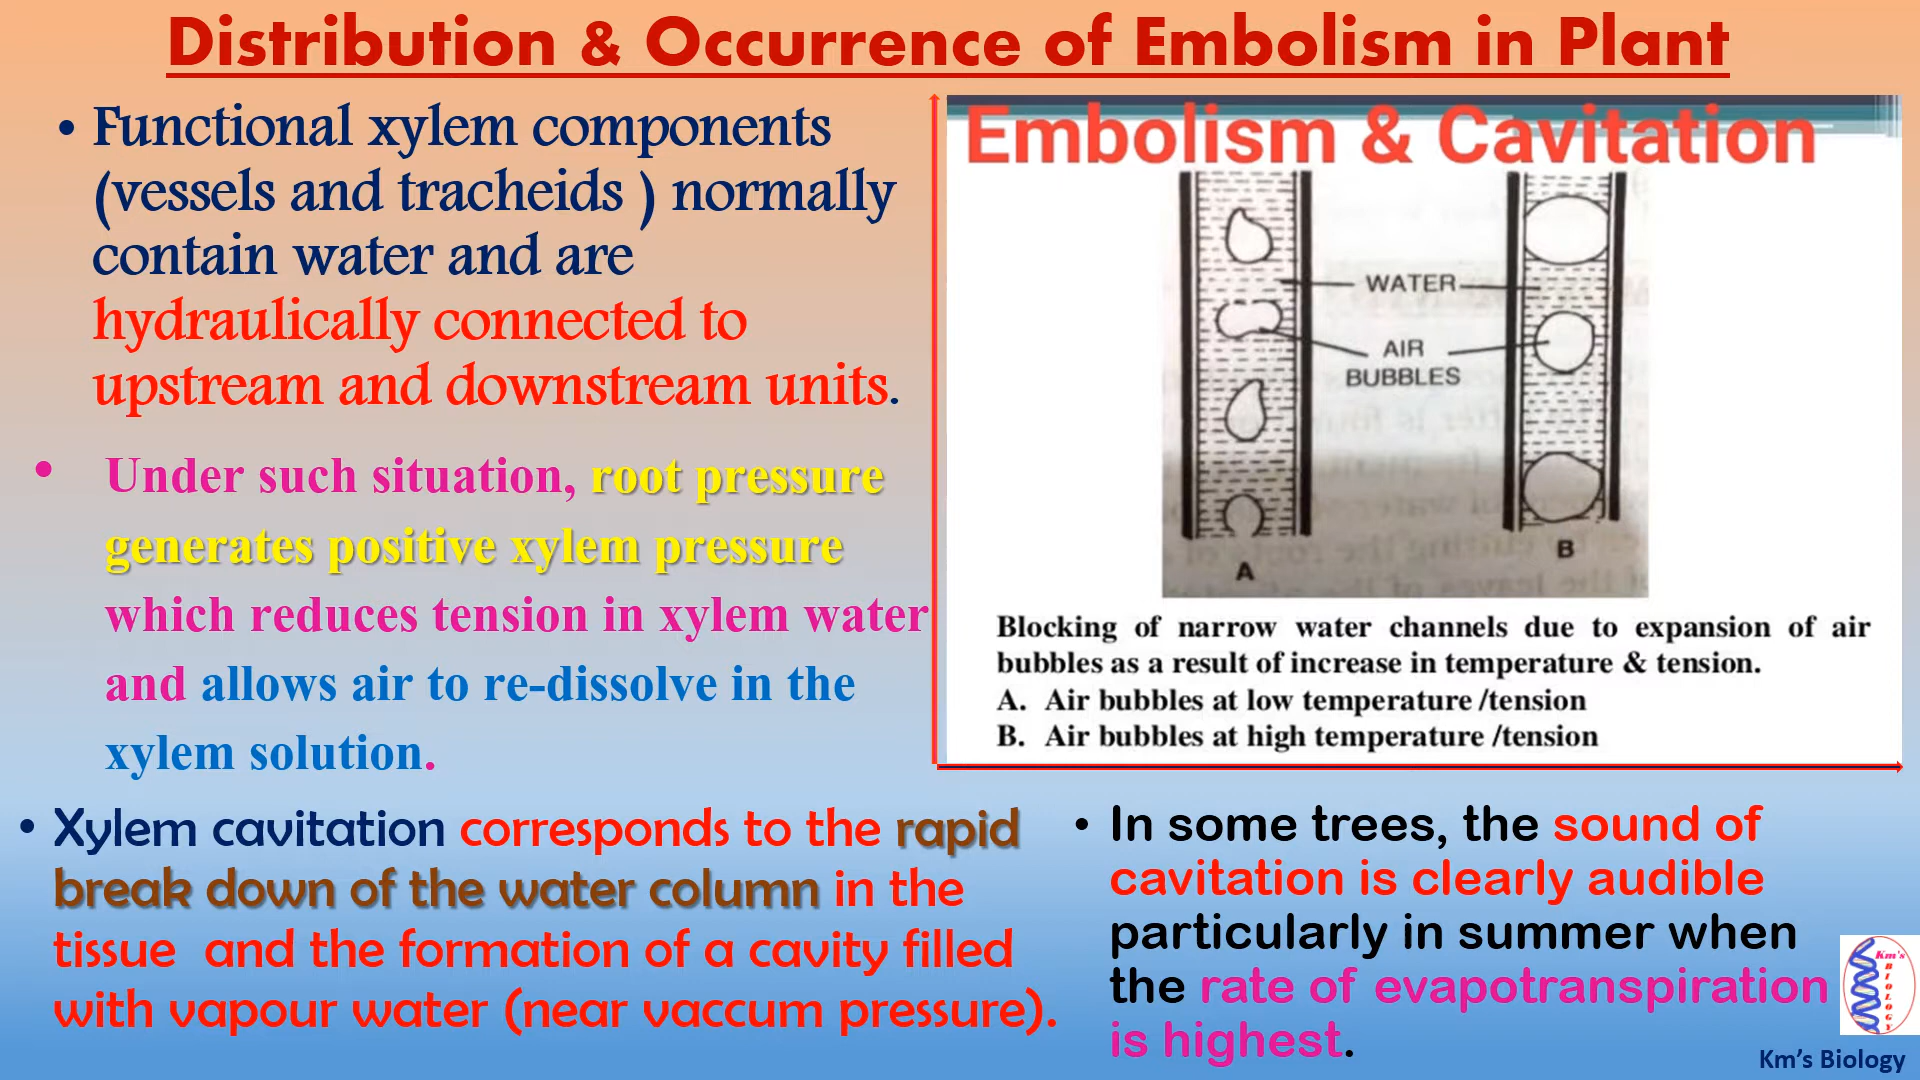 Distribution & Occurrence of Embolism in Plant
• Functional xylem components
(vessels and tracheids ) normally
contain water and are
hydraulically connected to
upstream and downstream units.
• Under such situation, root pressure
generates positive xylem pressure
which reduces tension in xylem water
and allows air to re-dissolve in the
xylem solution.
Embolism & Cavitation
WATER
AIR
BUBBLES
A
B
Blocking of narrow water channels due to expansion of air
bubbles as a result of increase in temperature & tension.
A. Air bubbles at low temperature /tension
B. Air bubbles at high temperature /tension
• Xylem cavitation corresponds to the rapid
break down of the water column in the
tissue and the formation of a cavity filled
with vapour water (near vaccum pressure).
• In some trees, the sound of
cavitation is clearly audible
particularly in summer when
the rate of evapotranspiration
is highest.
Km's
BIOLOGY
Km's Biology